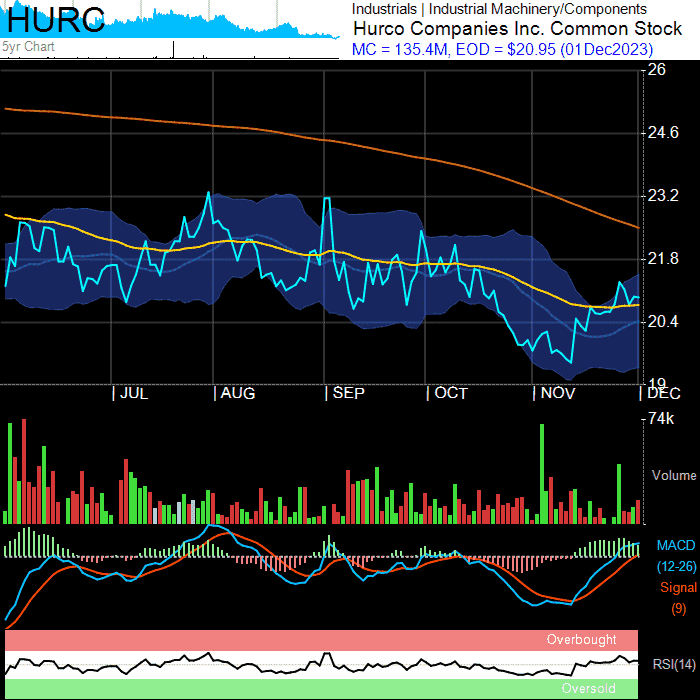 HURC
5yr Chart
Industrials | Industrial Machinery/Components
Hurco Companies Inc. Common Stock
MC = 135.4M, EOD = $20.95 (01Dec2023)
26
24.6
23.2
21.8
20.4
19
JUL AUG SEP OCT NOV DEC
74k
Volume
MACD
(12-26)
Signal
(9)
Overbought
RSI(14)
Oversold